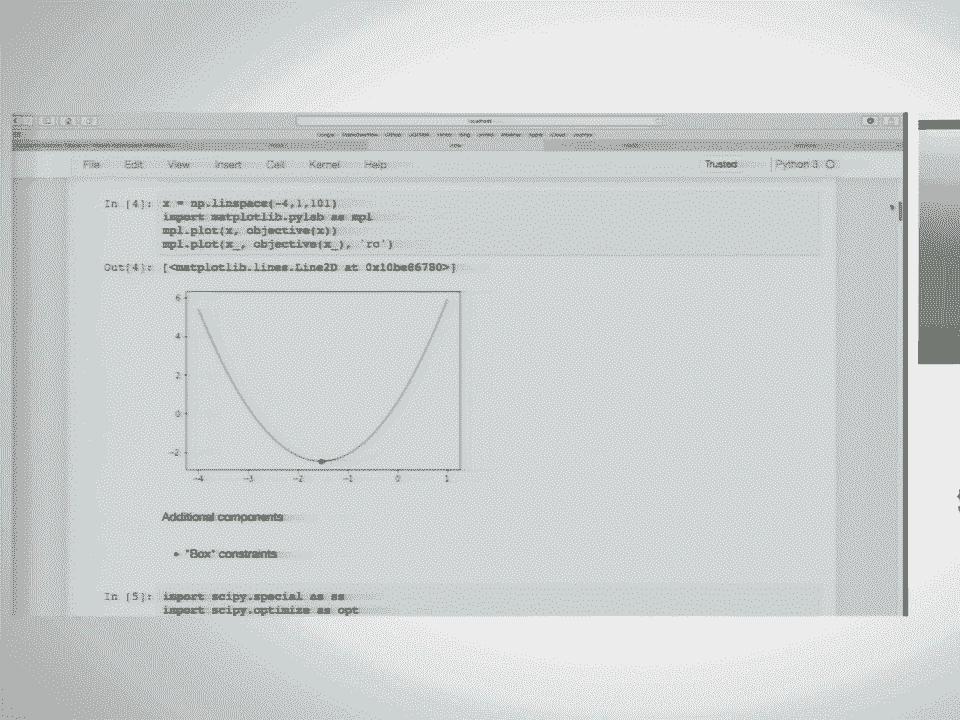 localhost
File Edit View Insert Cell Kernel Help Trusted Python 3
In [4]: x = np.linspace(-4,1,101)
import matplotlib.pylab as mpl
mpl.plot(x, objective(x))
mpl.plot(x_, objective(x_), 'ro')
Out[4]: [<matplotlib.lines.Line2D at 0x10be86780>]
6
4
2
0
-2
-4 -3 -2 -1 0 1
Additional components
• "Box" constraints
In [5]: import scipy.special as ss
import scipy.optimize as opt